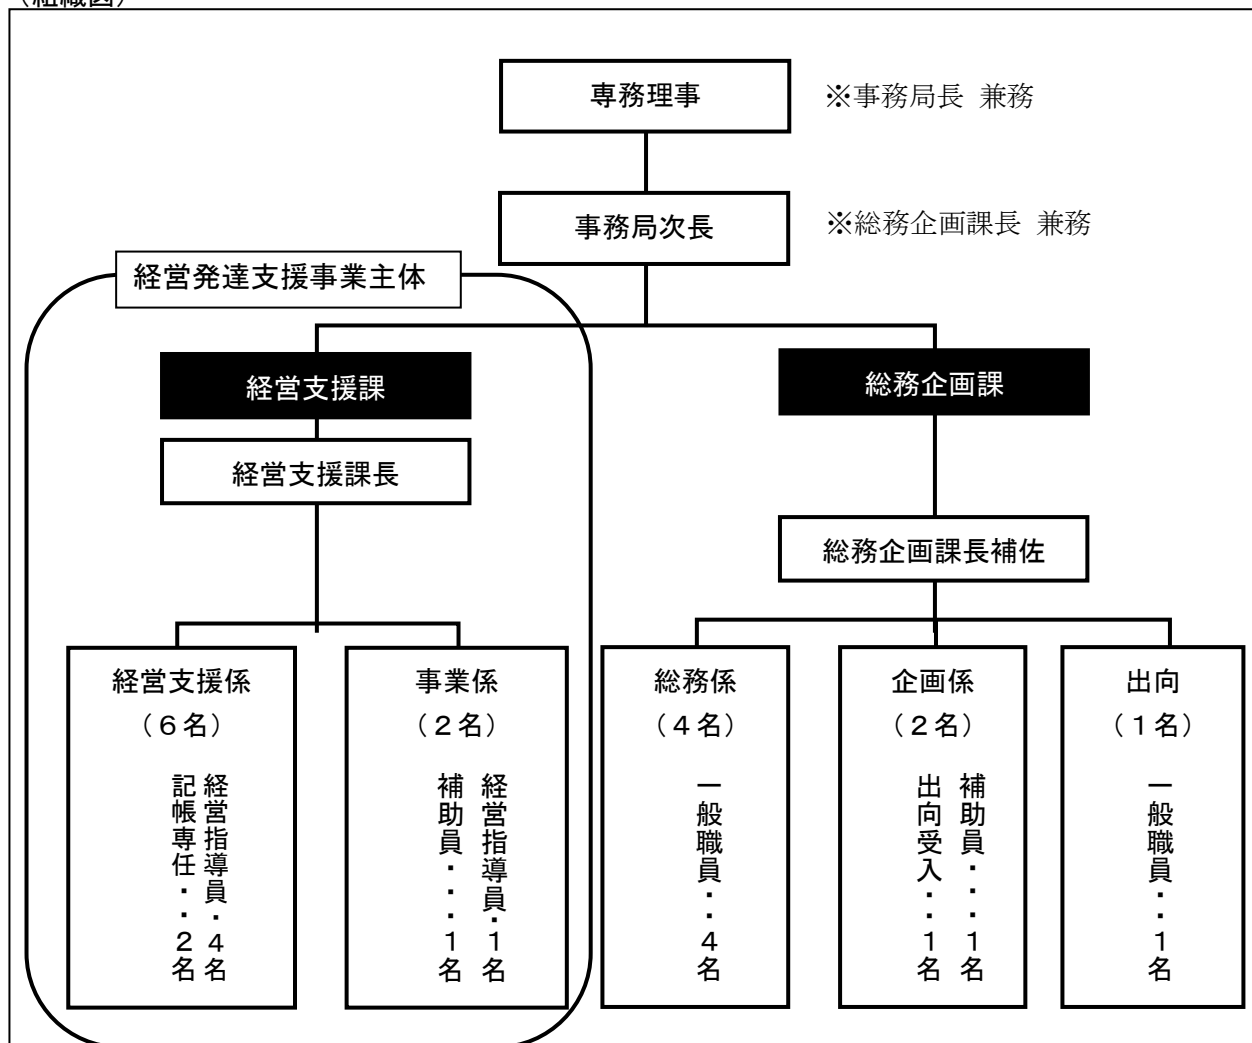 （組織図）
専務理事
※事務局長 兼務
事務局次長
※総務企画課長 兼務
経営発達支援事業主体
経営支援課
総務企画課
経営支援課長
総務企画課長補佐
経営支援係
（６名）
経営指導員・４名
記帳専任・・２名
事業係
（２名）
経営指導員・１名
補助員・・・１名
総務係
（４名）
一般職員・・４名
企画係
（２名）
補助員・・・１名
出向受入・・１名
出向
（１名）
一般職員・・１名